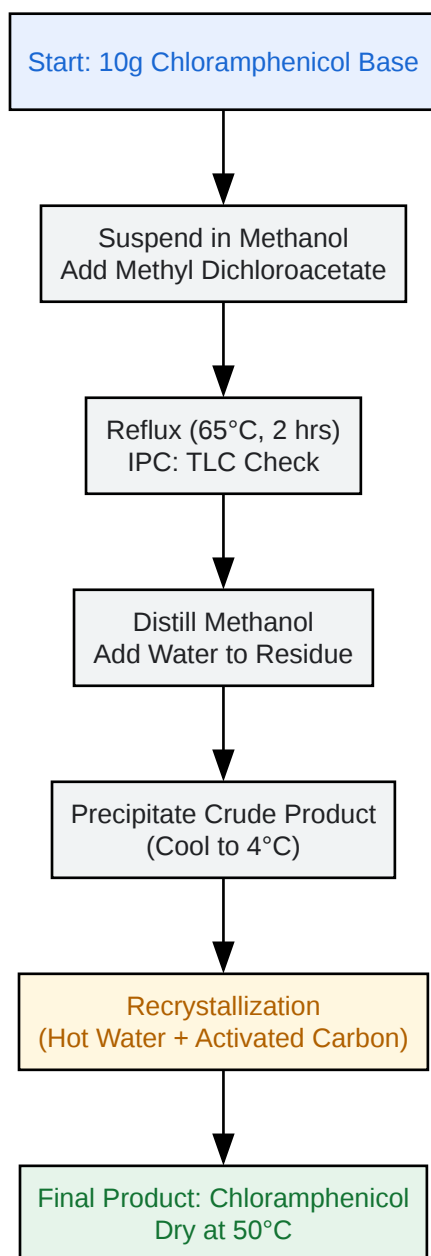 Start: 10g Chloramphenicol Base
Suspend in Methanol
Add Methyl Dichloroacetate
Reflux (65°C, 2 hrs)
IPC: TLC Check
Distill Methanol
Add Water to Residue
Precipitate Crude Product
(Cool to 4°C)
Recrystallization
(Hot Water + Activated Carbon)
Final Product: Chloramphenicol
Dry at 50°C